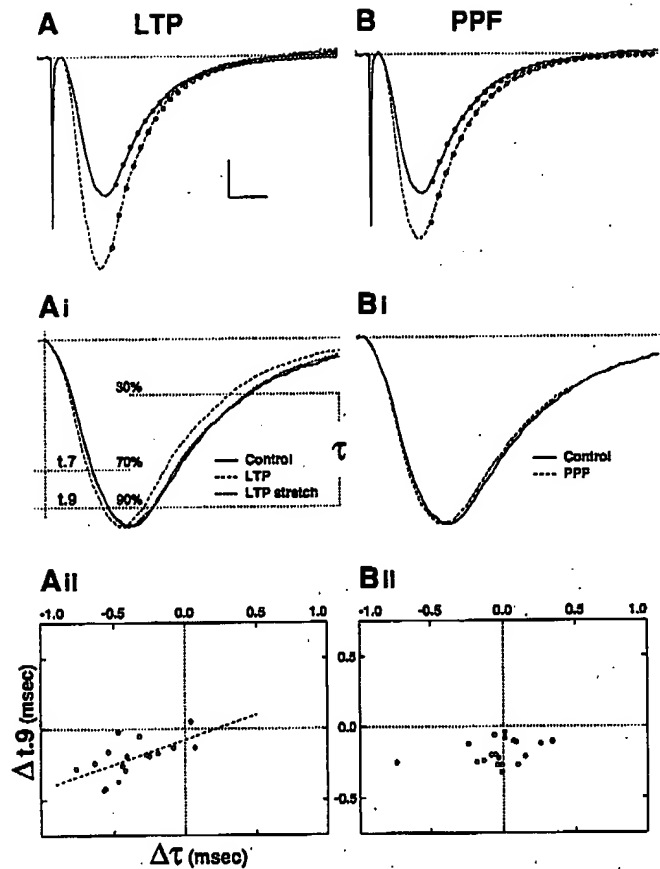 A LTP
B PPF
Ai
Bi
30%
t.7 70%
t.9 90%
τ
Control
LTP
LTP stretch
Control
PPF
Aii
Bii
-1.0 -0.5 0.0 0.5 1.0
-1.0 -0.5 0.0 0.5 1.0
0.5
0.0
-0.5
Δt.9 (msec)
Δτ (msec)